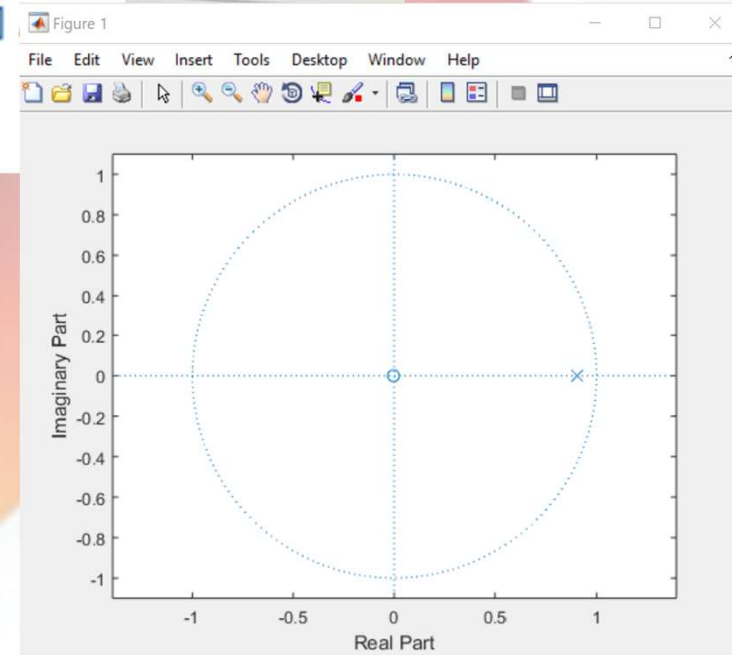 Figure 1
File Edit View Insert Tools Desktop Window Help
1
0.8
0.6
0.4
0.2
0
-0.2
-0.4
-0.6
-0.8
-1
Imaginary Part
-1 -0.5 0 0.5 1
Real Part